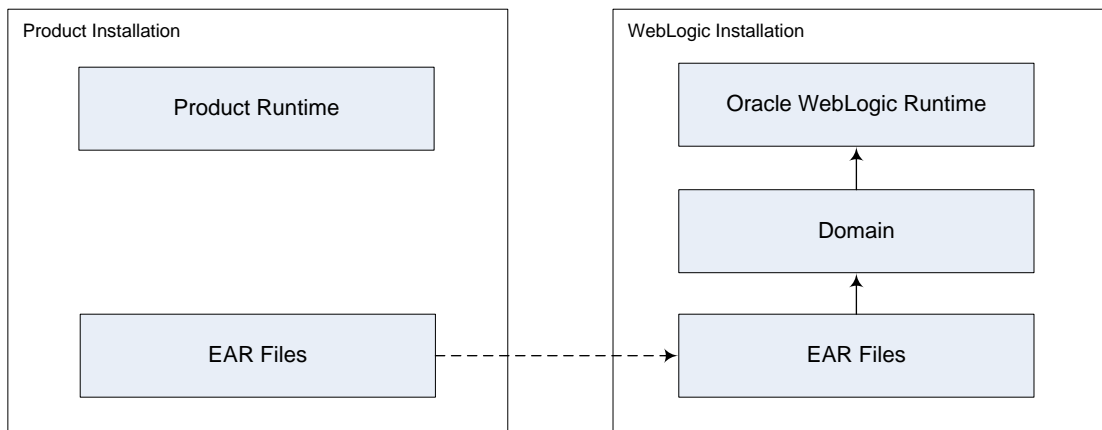 Product Installation
Product Runtime
EAR Files
WebLogic Installation
Oracle WebLogic Runtime
Domain
EAR Files